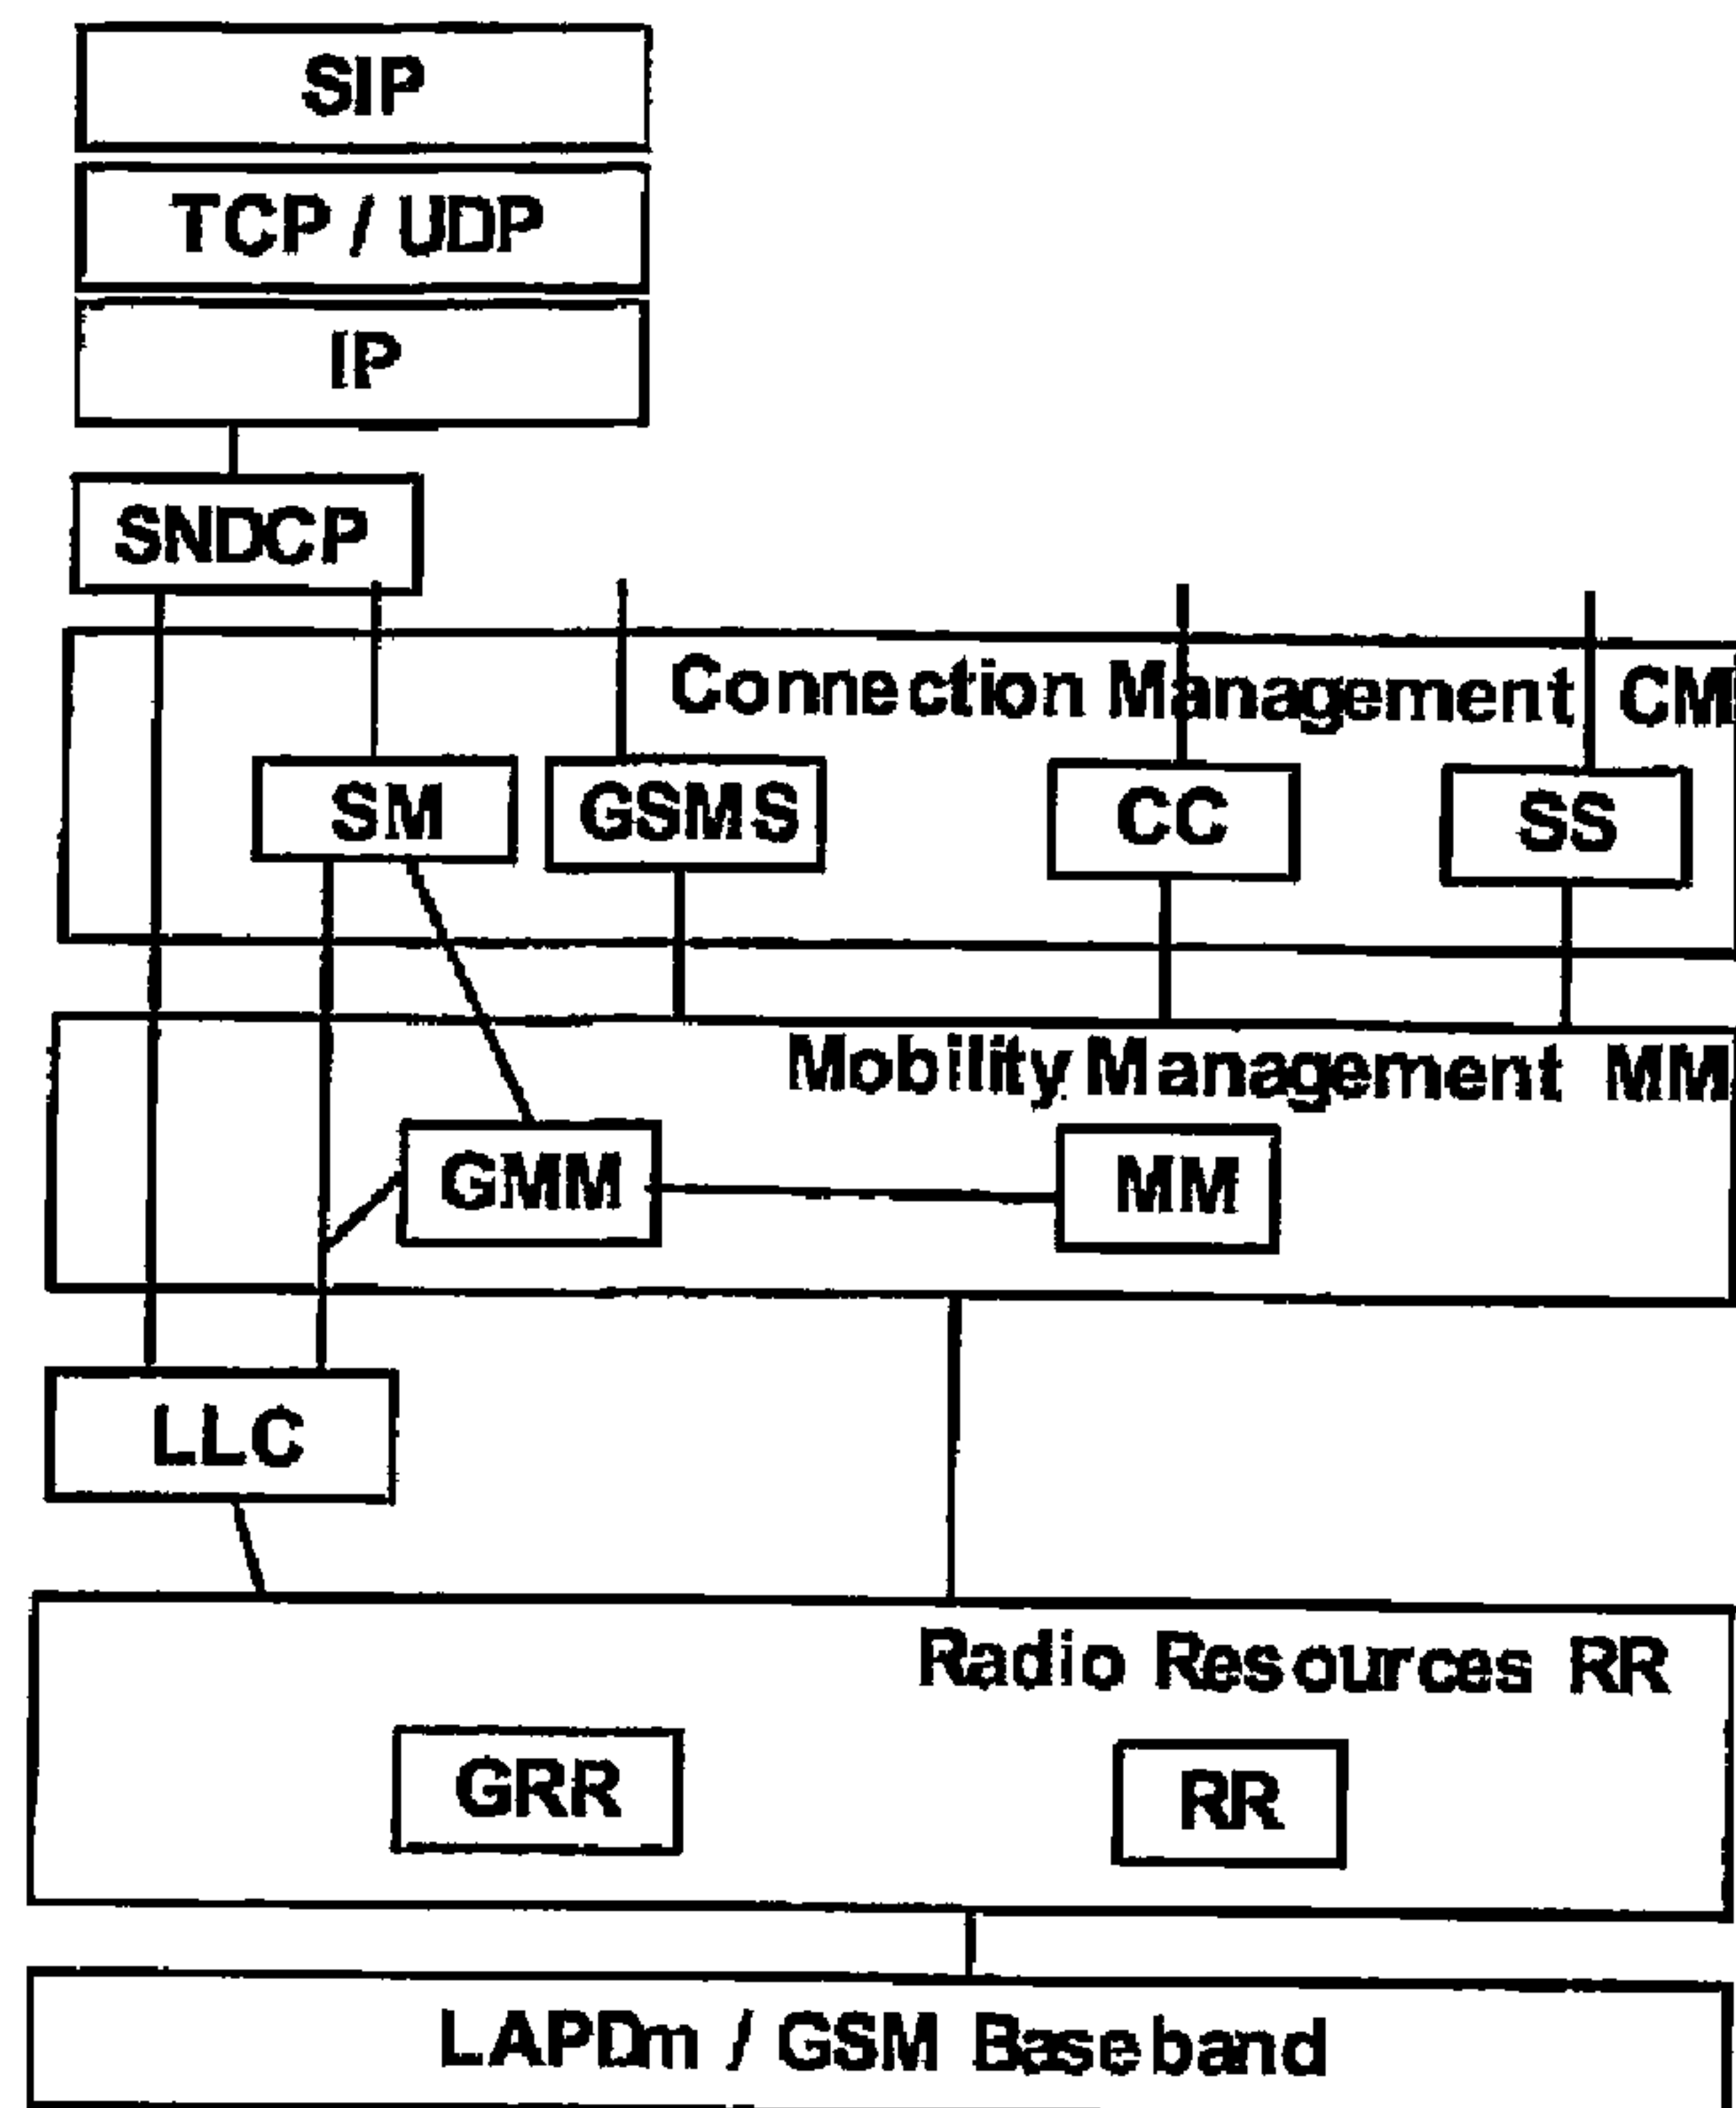 SIP
TCP / UDP
IP
SNDCP
Connection Management CM
SM
GSMS
CC
SS
Mobility Management MM
GMM
MM
LLC
Radio Resources RR
GRR
RR
LAPDm / GSM Baseband